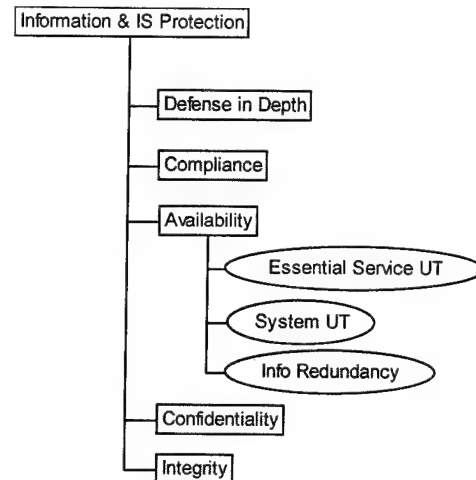 Information & IS Protection
Defense in Depth
Compliance
Availability
Essential Service UT
System UT
Info Redundancy
Confidentiality
Integrity